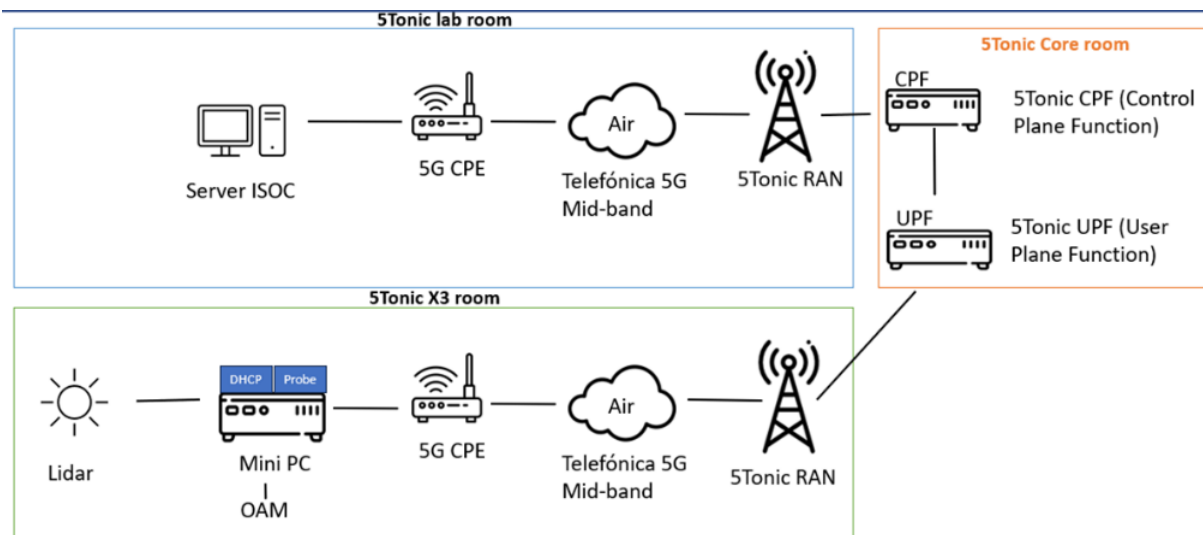 5Tonic lab room
5Tonic Core room
CPF
5Tonic CPF (Control
Plane Function)
Air
Server ISOC
5G CPE
Telefónica 5G
Mid-band
5Tonic RAN
UPF
5Tonic UPF (User
Plane Function)
5Tonic X3 room
DHCP
Probe
Air
Lidar
Mini PC
OAM
5G CPE
Telefónica 5G
Mid-band
5Tonic RAN